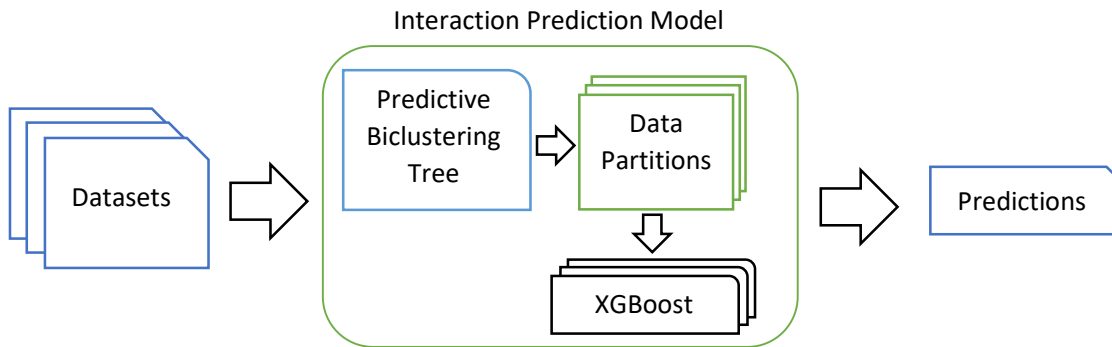 Interaction Prediction Model
Datasets
Predictive
Biclustering
Tree
Data
Partitions
XGBoost
Predictions